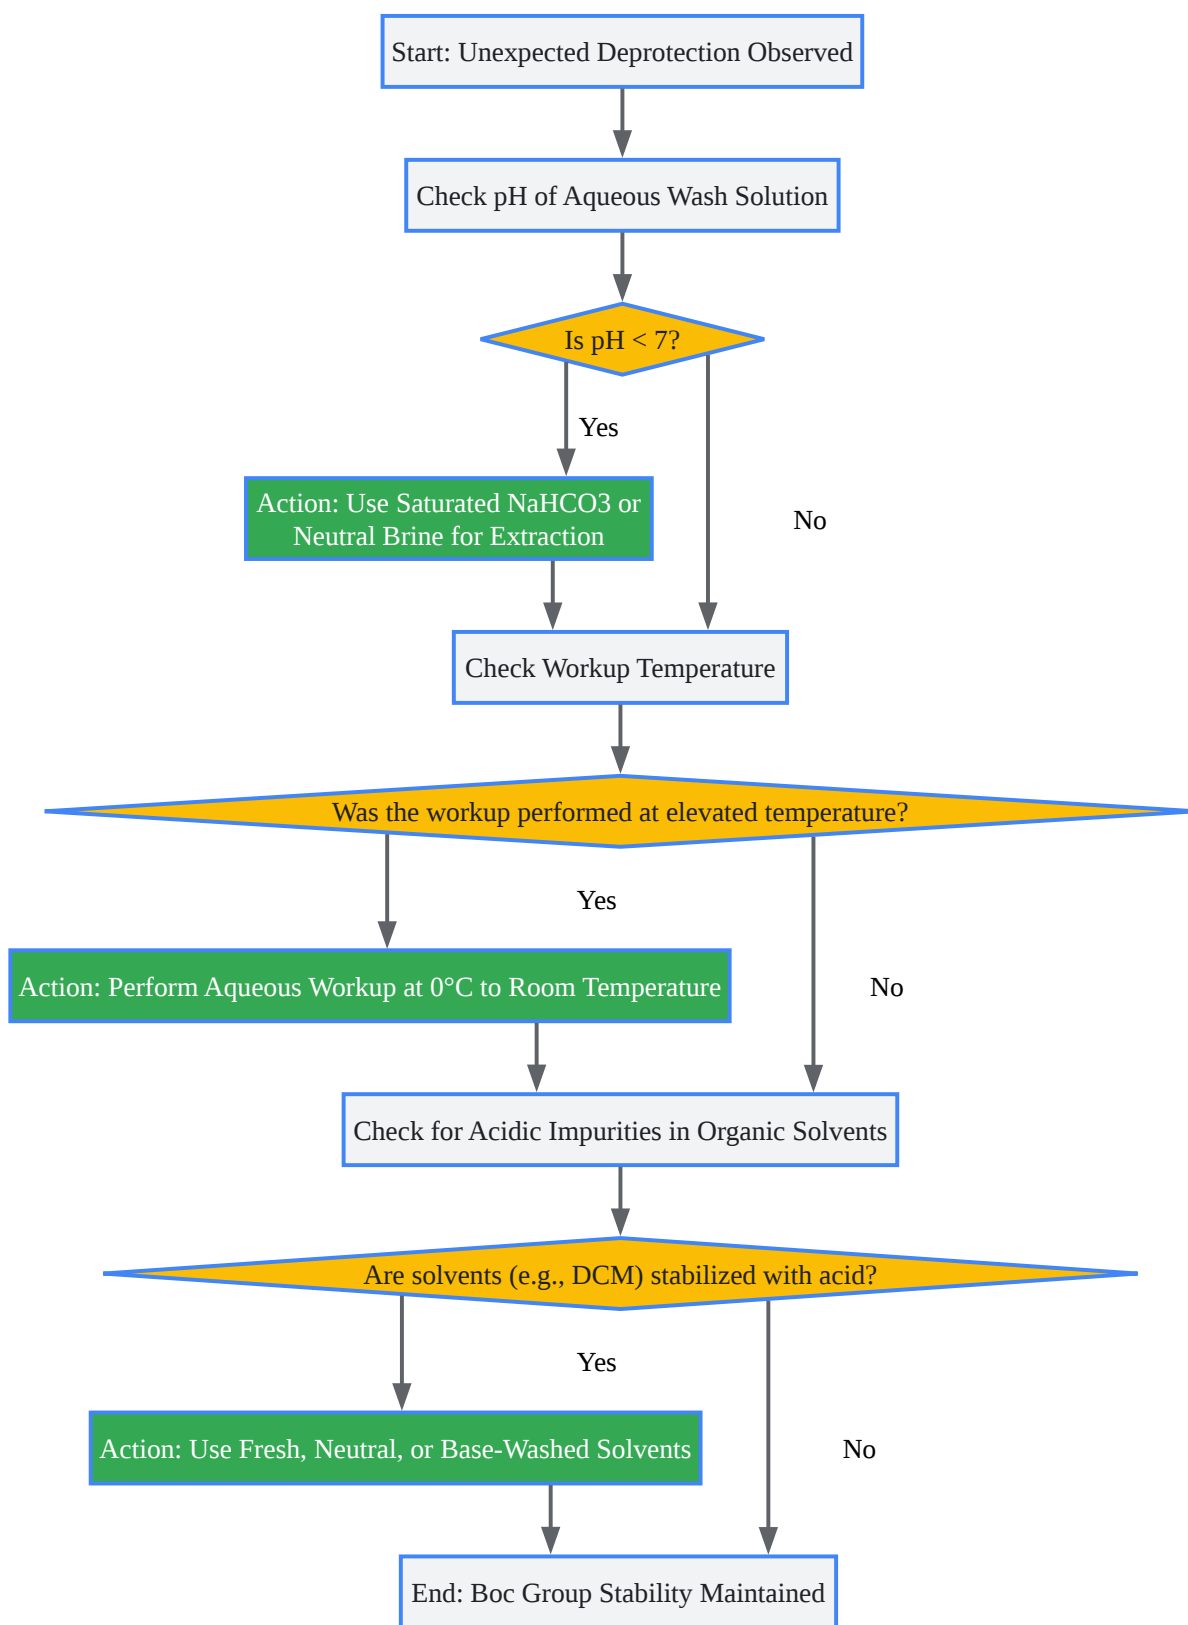 Start: Unexpected Deprotection Observed
Check pH of Aqueous Wash Solution
Is pH < 7?
Yes
Action: Use Saturated NaHCO3 or
Neutral Brine for Extraction
No
Check Workup Temperature
Was the workup performed at elevated temperature?
Yes
Action: Perform Aqueous Workup at 0°C to Room Temperature
No
Check for Acidic Impurities in Organic Solvents
Are solvents (e.g., DCM) stabilized with acid?
Yes
Action: Use Fresh, Neutral, or Base-Washed Solvents
No
End: Boc Group Stability Maintained